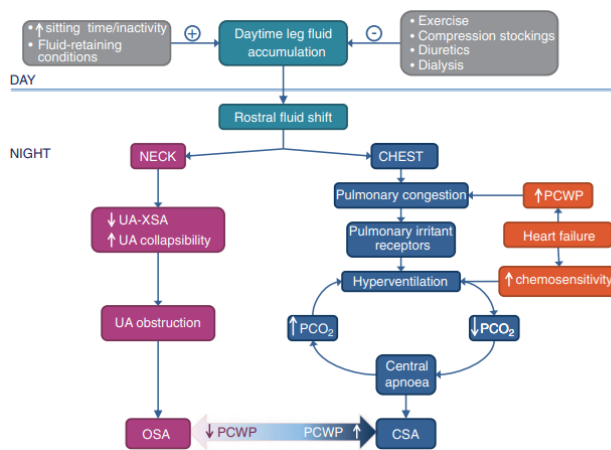 • ↑ sitting time/inactivity
• Fluid-retaining
conditions
+
Daytime leg fluid
accumulation
-
• Exercise
• Compression stockings
• Diuretics
• Dialysis
DAY
Rostral fluid shift
NIGHT
NECK
CHEST
↓ UA-XSA
↑ UA collapsibility
Pulmonary congestion
↑ PCWP
Pulmonary irritant
receptors
Heart failure
Hyperventilation
↑ chemosensitivity
UA obstruction
↑ PCO₂
↓ PCO₂
Central
apnoea
OSA
↓ PCWP
PCWP ↑
CSA